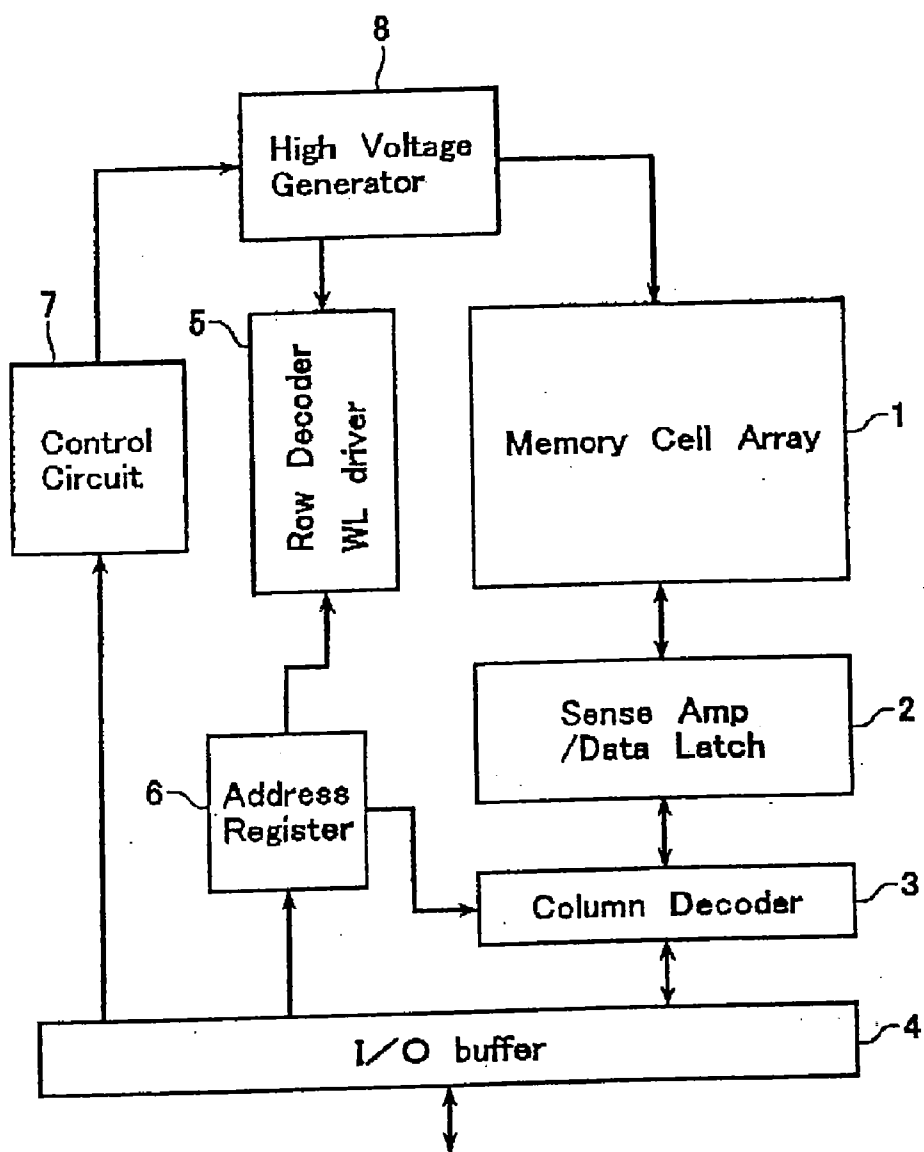 8
High Voltage
Generator
7
Control
Circuit
5
Row Decoder
WL driver
Memory Cell Array
1
Sense Amp
/Data Latch
2
6
Address
Register
Column Decoder
3
I/O buffer
4